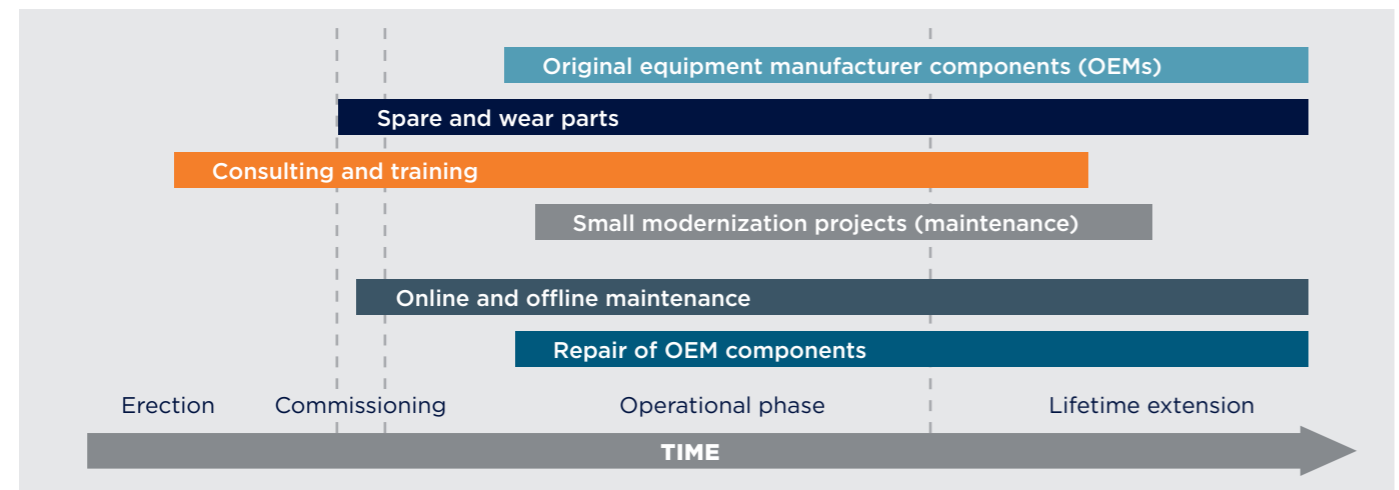 Original equipment manufacturer components (OEMs)
Spare and wear parts
Consulting and training
Small modernization projects (maintenance)
Online and offline maintenance
Repair of OEM components
Erection Commissioning Operational phase Lifetime extension
TIME